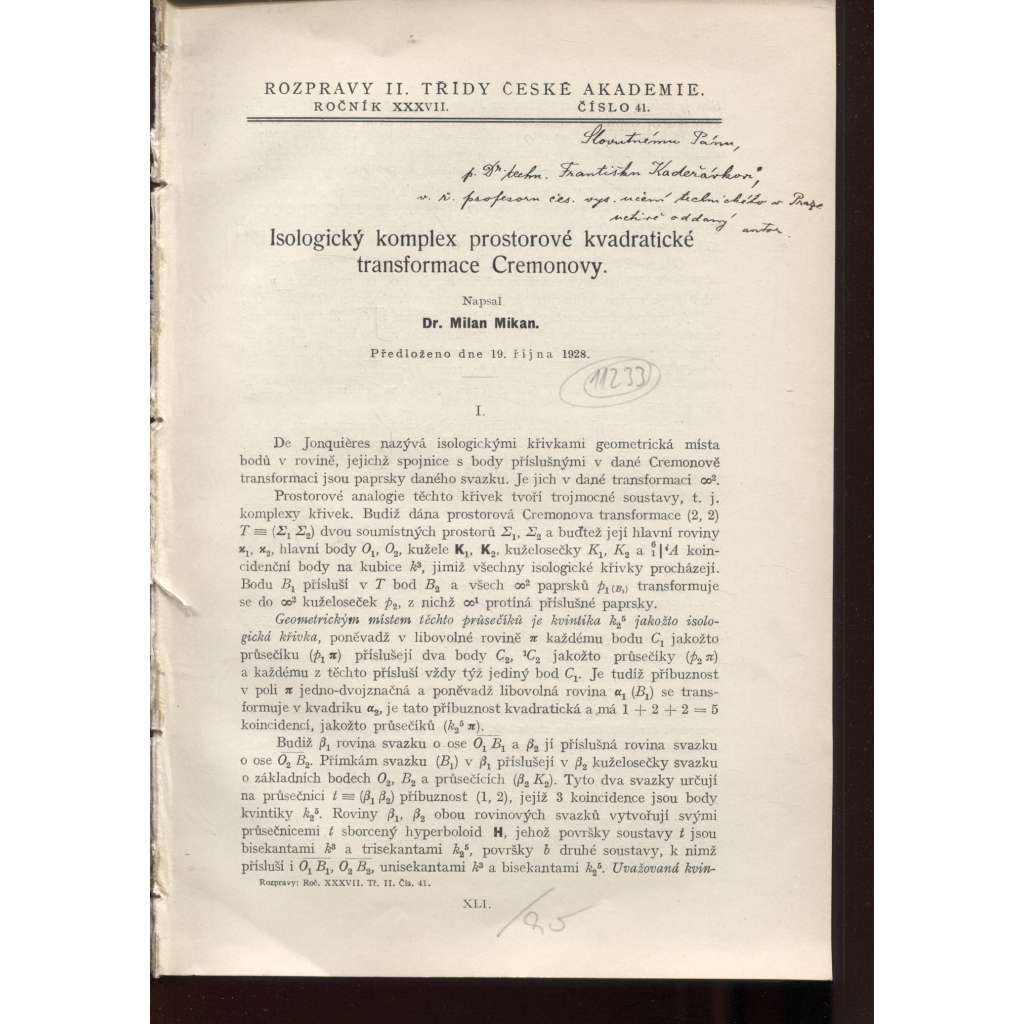 ROZPRAVY II. TŘÍDY ČESKÉ AKADEMIE.
ROČNÍK XXXVII. ČÍSLO 41.
Slovutnému Pánu,
p. Dr. techn. Františku Kadeřávkovi,
v. ř. profesoru čes. vys. učení technického v Praze
uctivě oddaný
autor.
Isologický komplex prostorové kvadratické
transformace Cremonovy.
Napsal
Dr. Milan Mikan.
Předloženo dne 19. října 1928.
11233
I.
De Jonquières nazývá isologickými křivkami geometrická místa
bodů v rovině, jejichž spojnice s body příslušnými v dané Cremonově
transformaci jsou paprsky daného svazku. Je jich v dané transformaci ∞².
Prostorové analogie těchto křivek tvoří trojmocné soustavy, t. j.
komplexy křivek. Budiž dána prostorová Cremonova transformace (2, 2)
T ≡ (Σ₁ Σ₂) dvou soumístných prostorů Σ₁, Σ₂ a buďtež její hlavní roviny
ϰ₁, ϰ₂, hlavní body O₁, O₂, kužele K₁, K₂, kuželosečky K₁, K₂ a ⁶₁|ⁱA koin-
cidenční body na kubice k³, jimiž všechny isologické křivky procházejí.
Bodu B₁ přísluší v T bod B₂ a všech ∞² paprsků p₁(B₁) transformuje
se do ∞² kuželoseček p₂, z nichž ∞¹ protíná příslušné paprsky.
Geometrickým místem těchto průsečíků je kvintika k₂⁵ jakožto isolo-
gická křivka, poněvadž v libovolné rovině π každému bodu C₁ jakožto
průsečíku (p₁ π) příslušejí dva body C₂, ¹C₂ jakožto průsečíky (p₂ π)
a každému z těchto přísluší vždy týž jediný bod C₁. Je tudíž příbuznost
v poli π jedno-dvojznačná a poněvadž libovolná rovina α₁ (B₁) se trans-
formuje v kvadriku α₂, je tato příbuznost kvadratická a má 1 + 2 + 2 = 5
koincidencí, jakožto průsečíků (k₂⁵ π).
Budiž β₁ rovina svazku o ose O₁ B₁ a β₂ jí příslušná rovina svazku
o ose O₂ B₂. Přímkám svazku (B₁) v β₁ příslušejí v β₂ kuželosečky svazku
o základních bodech O₂, B₂ a průsečících (β₂ K₂). Tyto dva svazky určují
na průsečnici t ≡ (β₁ β₂) příbuznost (1, 2), jejíž 3 koincidence jsou body
kvintiky k₂⁵. Roviny β₁, β₂ obou rovinových svazků vytvořují svými
průsečnicemi t sborcený hyperboloid H, jehož površky soustavy t jsou
bisekantami k³ a trisekantami k₂⁵, površky b druhé soustavy, k nimž
přísluší i O₁ B₁, O₂ B₂, unisekantami k³ a bisekantami k₂⁵. Uvažovaná kvin-
Rozpravy: Roč. XXXVII. Tř. II. Čís. 41.
XLI.